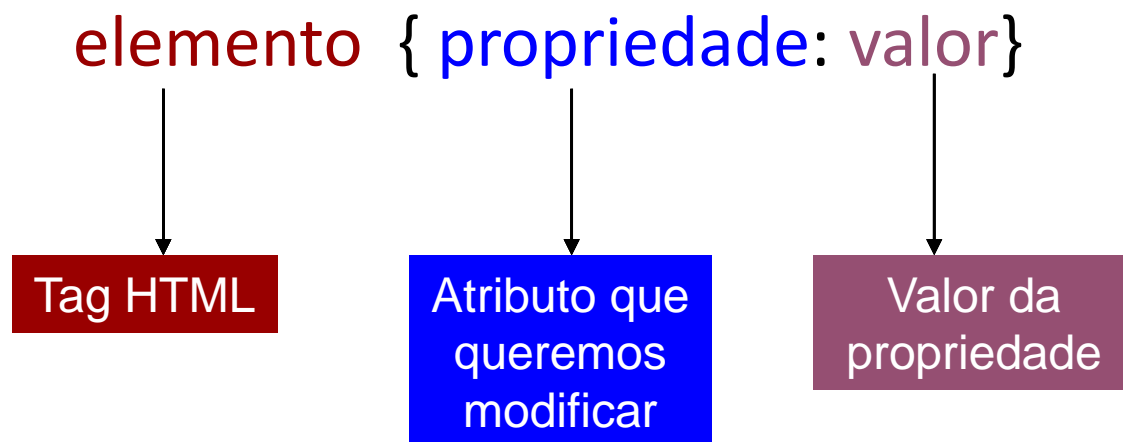 elemento { propriedade: valor}
Tag HTML
Atributo que
queremos
modificar
Valor da
propriedade